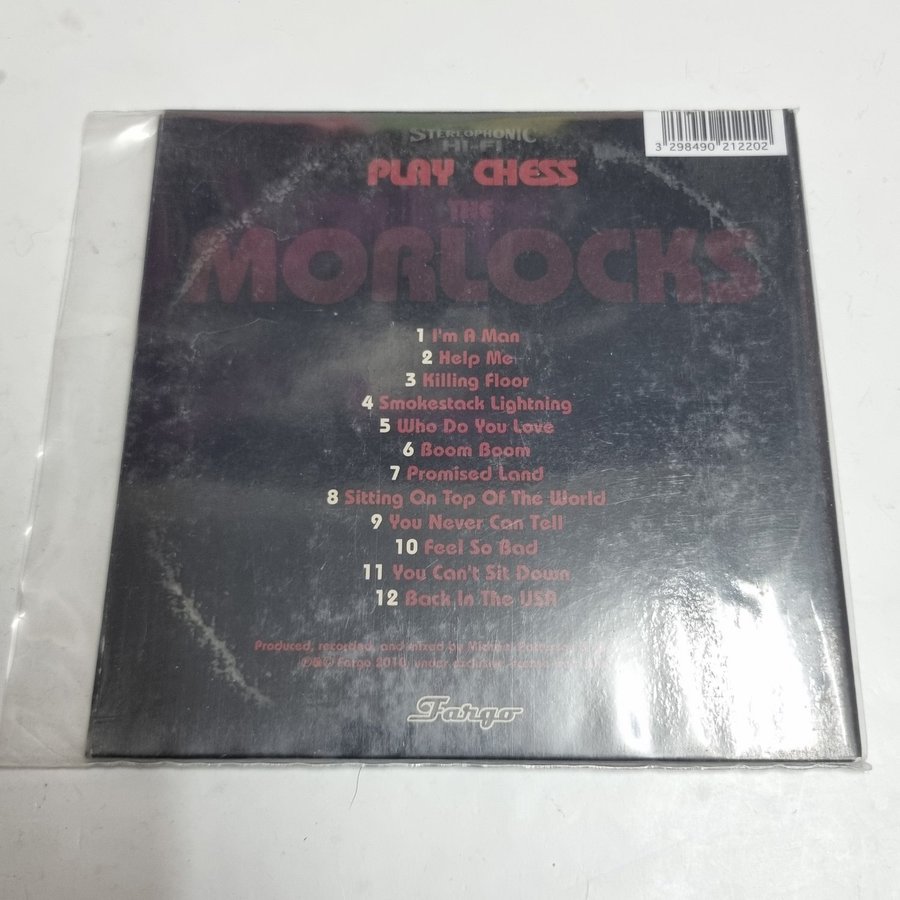 STEREOPHONIC
HI-FI
3 298490 212202
PLAY CHESS
THE
MORLOCKS
1 I'm A Man
2 Help Me
3 Killing Floor
4 Smokestack Lightning
5 Who Do You Love
6 Boom Boom
7 Promised Land
8 Sitting On Top Of The World
9 You Never Can Tell
10 Feel So Bad
11 You Can't Sit Down
12 Back In The USA
Produced, recorded, and mixed by Michael
℗&© Fargo 2010, under exclusive
Fargo